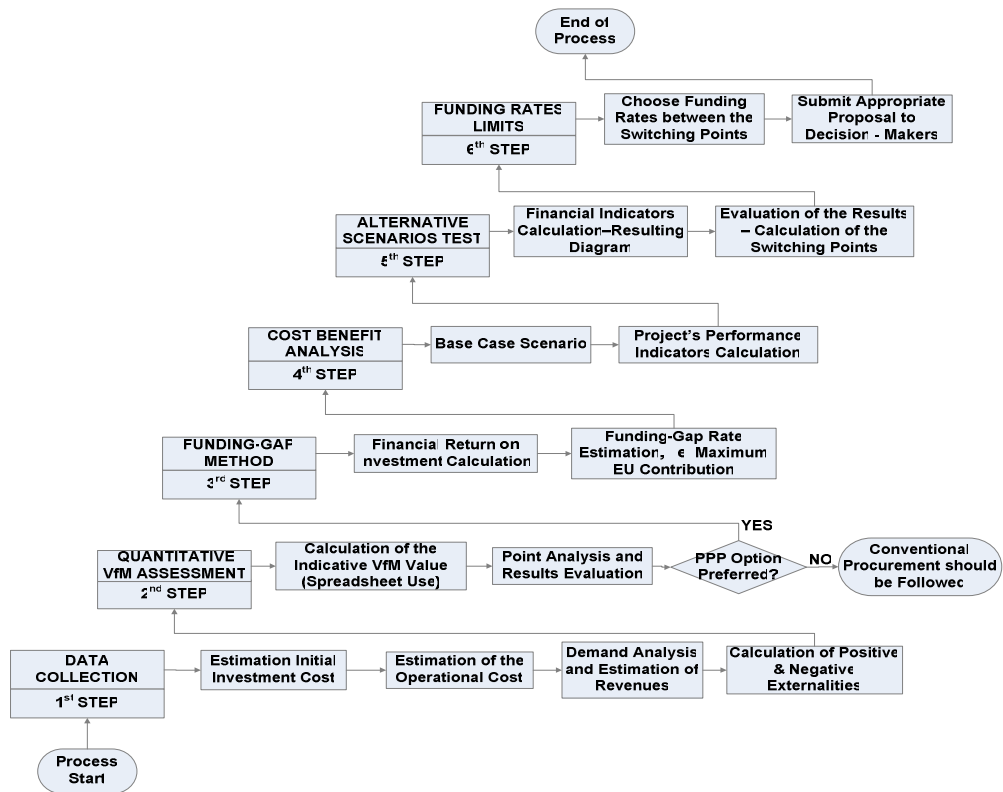 End of
Process
FUNDING RATES
LIMITS
6th STEP
Choose Funding
Rates between the
Switching Points
Submit Appropriate
Proposal to
Decision - Makers
ALTERNATIVE
SCENARIOS TEST
5th STEP
Financial Indicators
Calculation–Resulting
Diagram
Evaluation of the Results
– Calculation of the
Switching Points
COST BENEFIT
ANALYSIS
4th STEP
Base Case Scenario
Project's Performance
Indicators Calculation
FUNDING-GAP
METHOD
3rd STEP
Financial Return on
nvestment Calculation
Funding-Gap Rate
Estimation, e Maximum
EU Contribution
YES
QUANTITATIVE
VfM ASSESSMENT
2nd STEP
Calculation of the
Indicative VfM Value
(Spreadsheet Use)
Point Analysis and
Results Evaluation
PPP Option
Preferred?
NO
Conventional
Procurement should
be Followed
DATA
COLLECTION
1st STEP
Estimation Initial
Investment Cost
Estimation of the
Operational Cost
Demand Analysis
and Estimation of
Revenues
Calculation of Positive
& Negative
Externalities
Process
Start